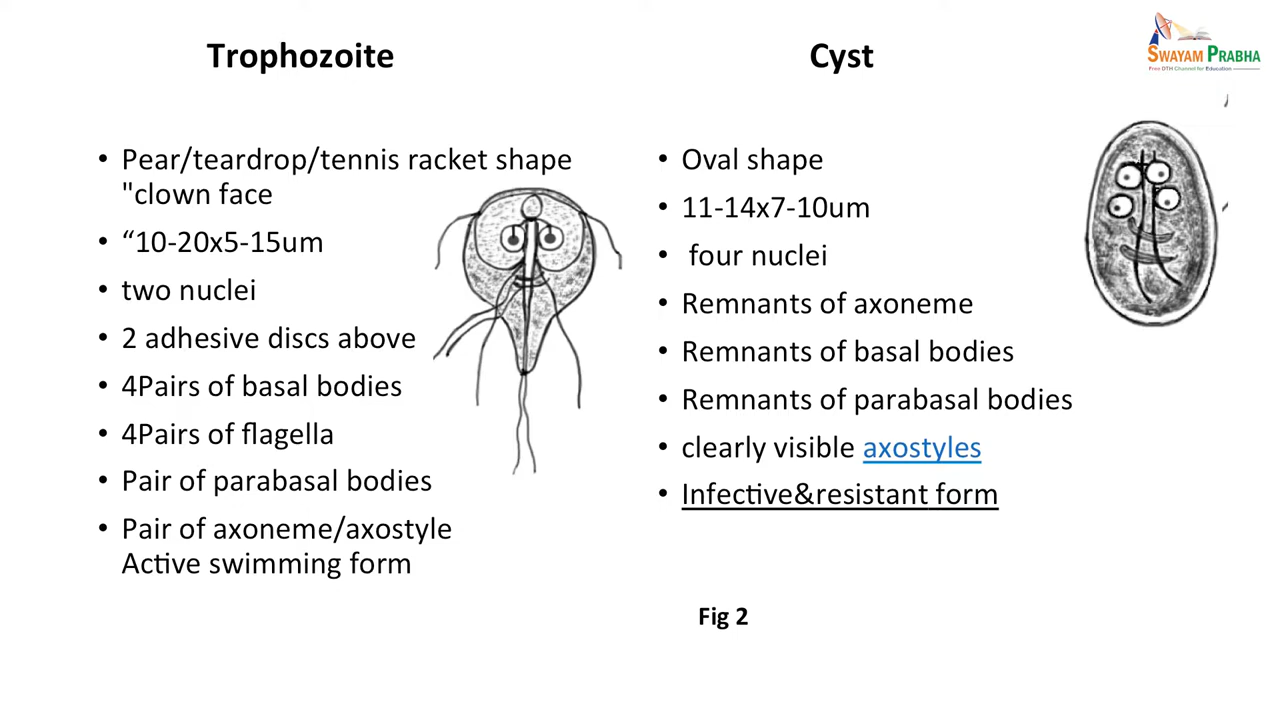 Trophozoite
Cyst
SWAYAM PRABHA
Free DTH Channel for Education
• Pear/teardrop/tennis racket shape
"clown face
• “10-20x5-15um
• two nuclei
• 2 adhesive discs above
• 4Pairs of basal bodies
• 4Pairs of flagella
• Pair of parabasal bodies
• Pair of axoneme/axostyle
Active swimming form
• Oval shape
• 11-14x7-10um
• four nuclei
• Remnants of axoneme
• Remnants of basal bodies
• Remnants of parabasal bodies
• clearly visible axostyles
• Infective&resistant form
Fig 2